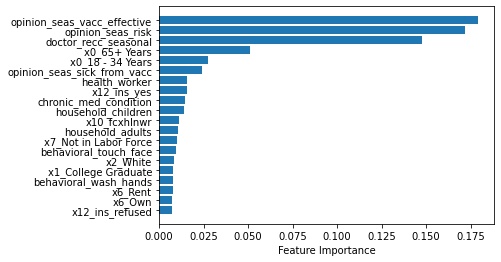 opinion_seas_vacc_effective
opinion_seas_risk
doctor_recc_seasonal
x0_65+ Years
x0_18 - 34 Years
opinion_seas_sick_from_vacc
health_worker
x12_ins_yes
chronic_med_condition
household_children
x10_fcxhlnwr
household_adults
x7_Not in Labor Force
behavioral_touch_face
x2_White
x1_College Graduate
behavioral_wash_hands
x6_Rent
x6_Own
x12_ins_refused
0.000 0.025 0.050 0.075 0.100 0.125 0.150 0.175
Feature Importance